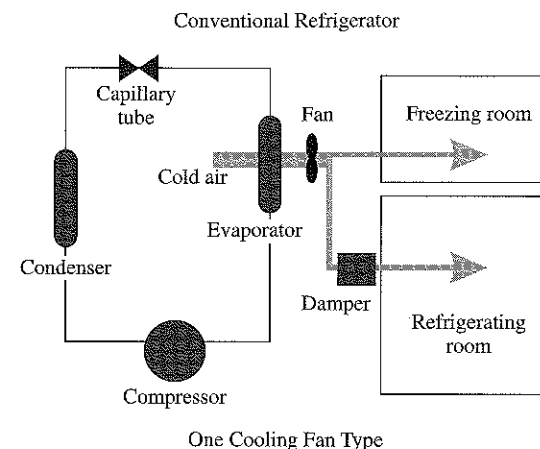 Conventional Refrigerator
Capillary
tube
Fan
Freezing room
Cold air
Evaporator
Condenser
Damper
Refrigerating
room
Compressor
One Cooling Fan Type